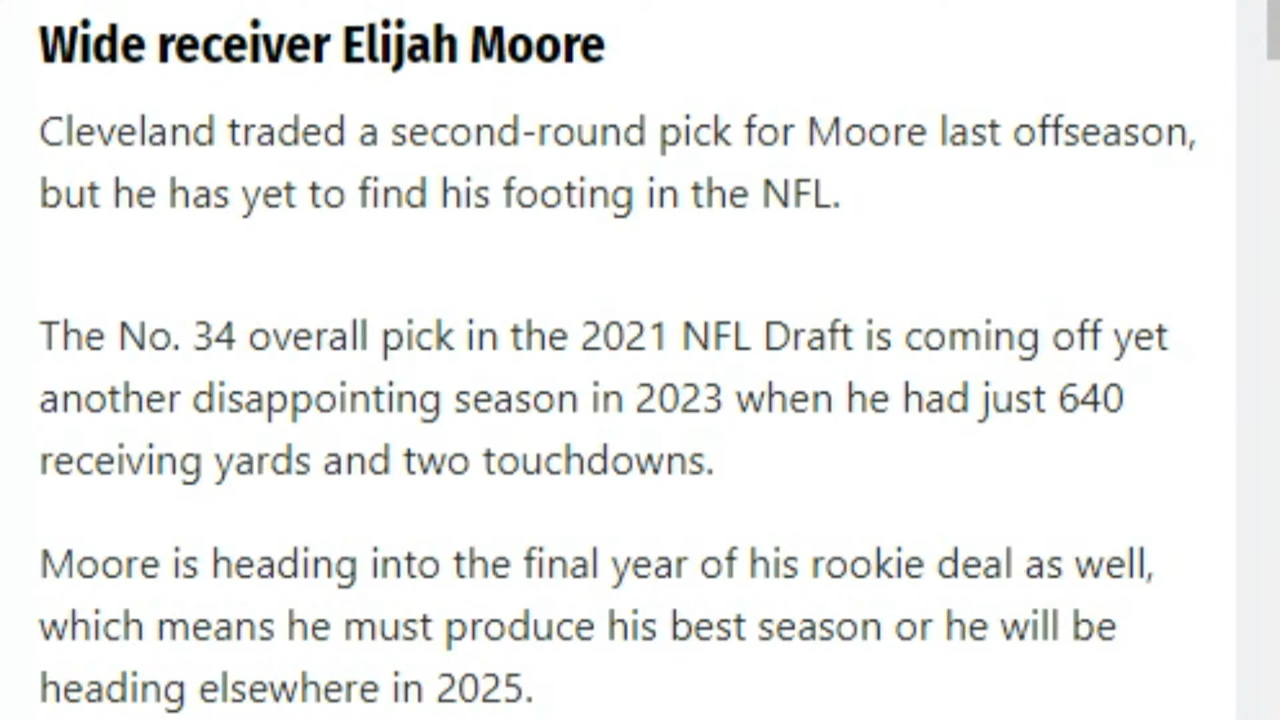 Wide receiver Elijah Moore
Cleveland traded a second-round pick for Moore last offseason,
but he has yet to find his footing in the NFL.
The No. 34 overall pick in the 2021 NFL Draft is coming off yet
another disappointing season in 2023 when he had just 640
receiving yards and two touchdowns.
Moore is heading into the final year of his rookie deal as well,
which means he must produce his best season or he will be
heading elsewhere in 2025.